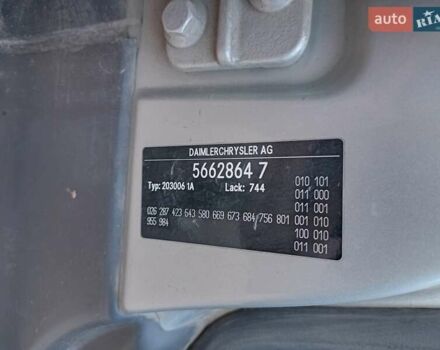 auto RIA
DAIMLERCHRYSLER AG
5662864 7
Typ: 203006 1A Lack: 744
010 101
011 000
011 001
026 287 423 643 580 669 673 684 756 801 001 010
955 984
100 010
011 001